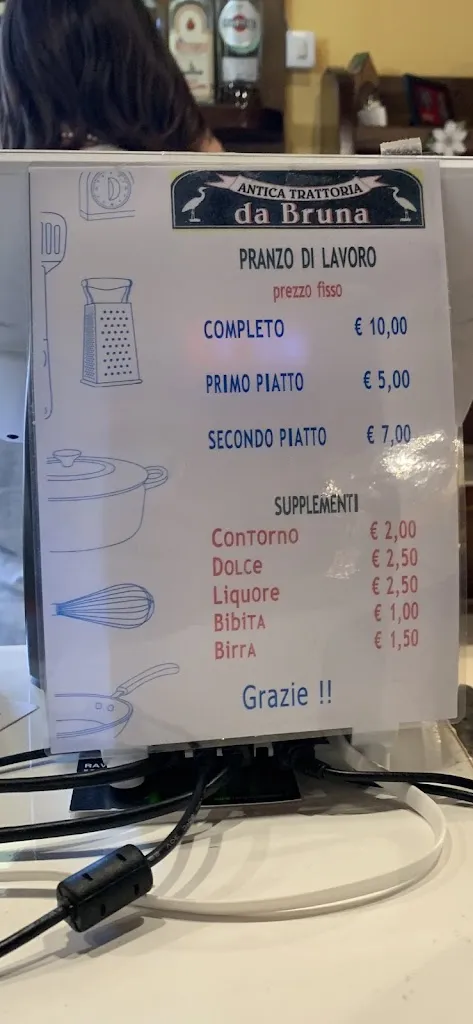 ANTICA TRATTORIA
da Bruna
PRANZO DI LAVORO
prezzo fisso
COMPLETO € 10,00
PRIMO PIATTO € 5,00
SECONDO PIATTO € 7,00
SUPPLEMENTI
Contorno € 2,00
Dolce € 2,50
Liquore € 2,50
Bibita € 1,00
Birra € 1,50
Grazie !!